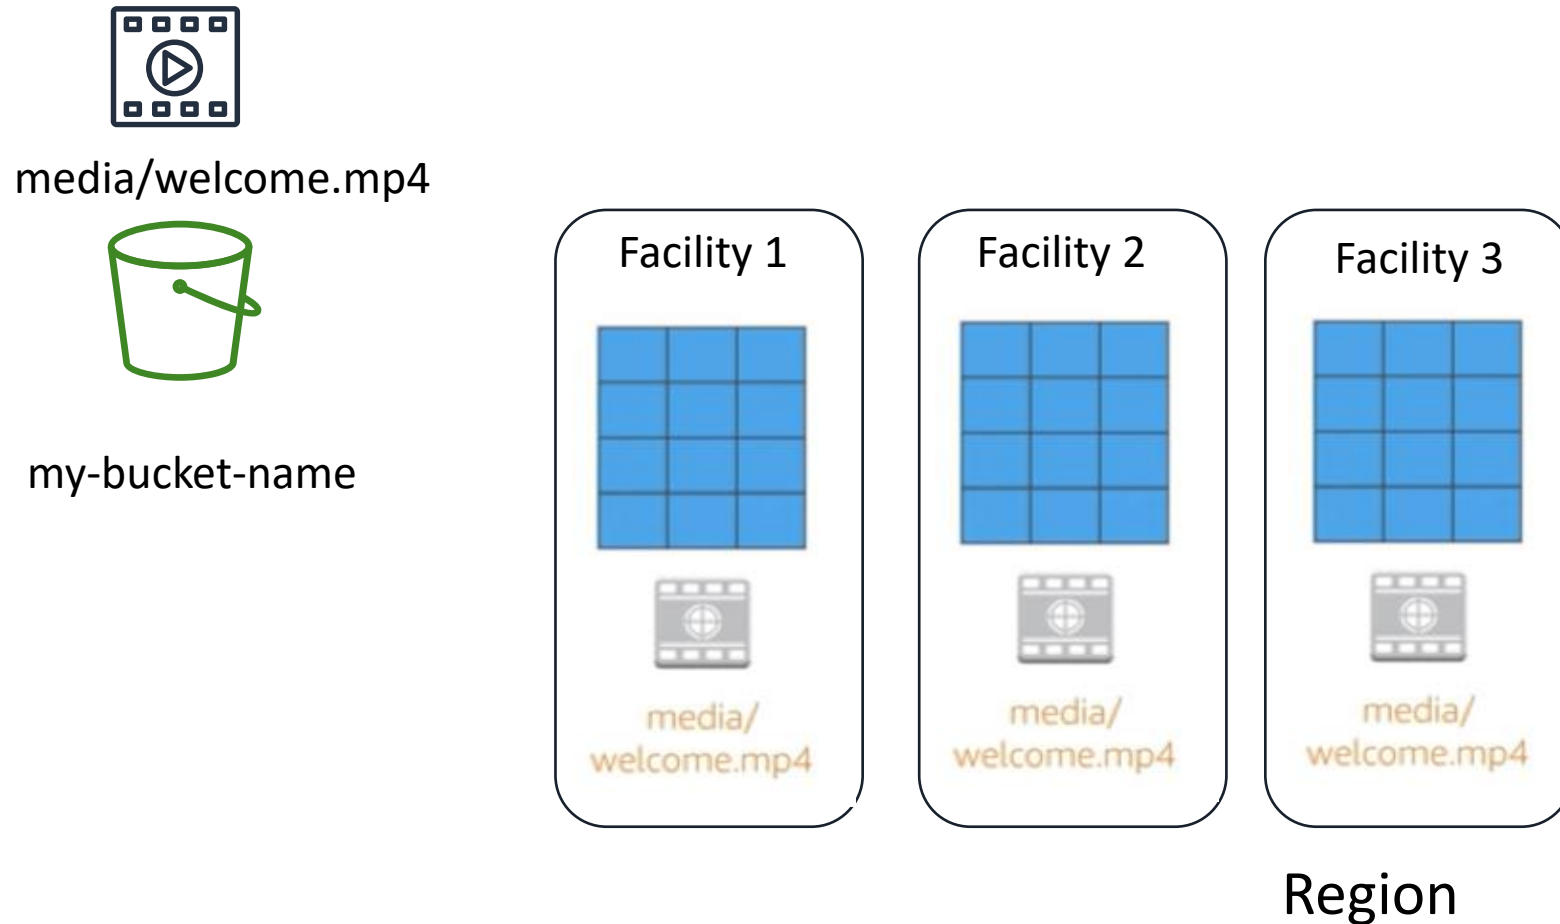 media/welcome.mp4
my-bucket-name
Facility 1
media/
welcome.mp4
Facility 2
media/
welcome.mp4
Facility 3
media/
welcome.mp4
Region